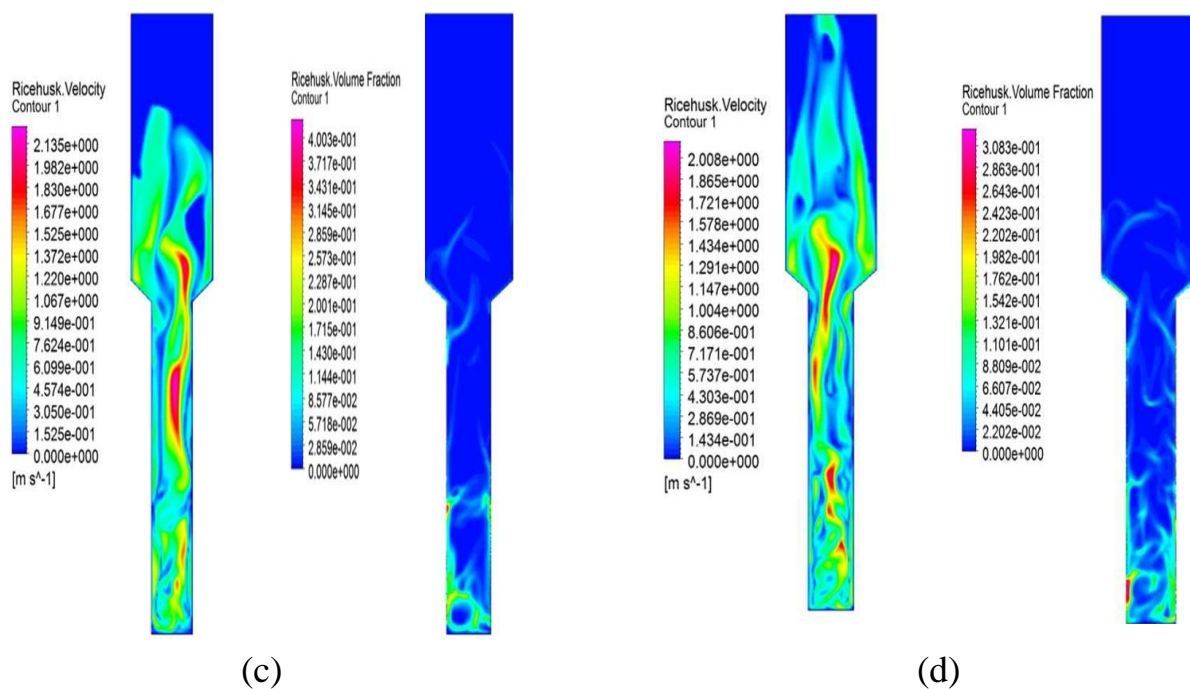 Ricehusk.Velocity
Contour 1
2.135e+000
1.982e+000
1.830e+000
1.677e+000
1.525e+000
1.372e+000
1.220e+000
1.067e+000
9.149e-001
7.624e-001
6.099e-001
4.574e-001
3.050e-001
1.525e-001
0.000e+000
[m s^-1]
Ricehusk.Volume Fraction
Contour 1
4.003e-001
3.717e-001
3.431e-001
3.145e-001
2.859e-001
2.573e-001
2.287e-001
2.001e-001
1.715e-001
1.430e-001
1.144e-001
8.577e-002
5.718e-002
2.859e-002
0.000e+000
(c)
Ricehusk.Velocity
Contour 1
2.008e+000
1.865e+000
1.721e+000
1.578e+000
1.434e+000
1.291e+000
1.147e+000
1.004e+000
8.606e-001
7.171e-001
5.737e-001
4.303e-001
2.869e-001
1.434e-001
0.000e+000
[m s^-1]
Ricehusk.Volume Fraction
Contour 1
3.083e-001
2.863e-001
2.643e-001
2.423e-001
2.202e-001
1.982e-001
1.762e-001
1.542e-001
1.321e-001
1.101e-001
8.809e-002
6.607e-002
4.405e-002
2.202e-002
0.000e+000
(d)